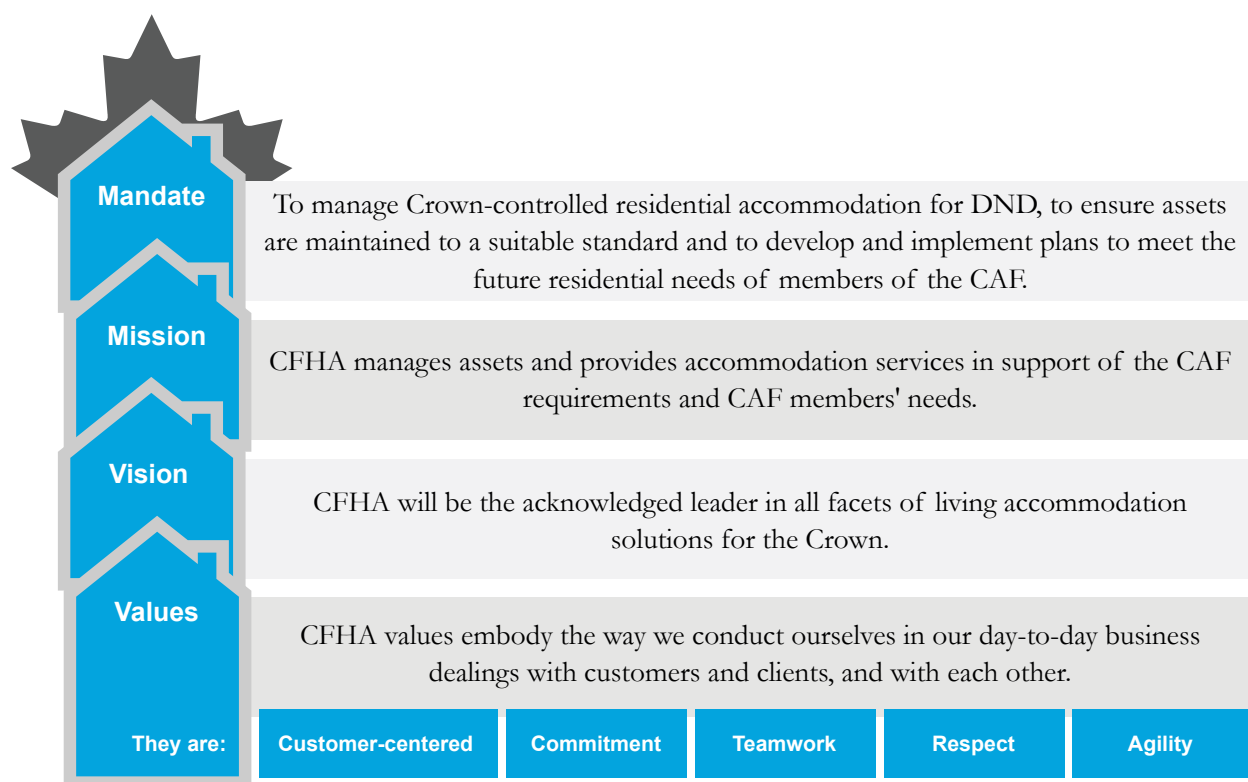 Mandate
To manage Crown-controlled residential accommodation for DND, to ensure assets
are maintained to a suitable standard and to develop and implement plans to meet the
future residential needs of members of the CAF.
Mission
CFHA manages assets and provides accommodation services in support of the CAF
requirements and CAF members' needs.
Vision
CFHA will be the acknowledged leader in all facets of living accommodation
solutions for the Crown.
Values
CFHA values embody the way we conduct ourselves in our day-to-day business
dealings with customers and clients, and with each other.
They are: Customer-centered Commitment Teamwork Respect Agility